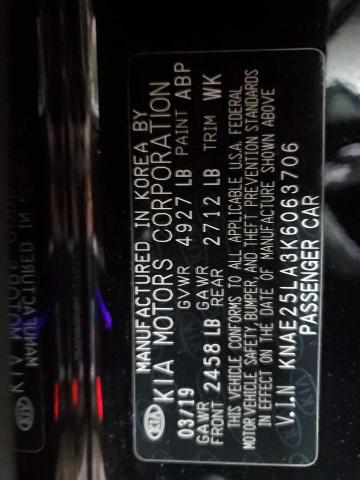 MANUFACTURED IN KOREA BY
KIA KIA MOTORS CORPORATION
03/19 GVWR 4927 LB PAINT ABP
GAWR FRONT 2458 LB GAWR REAR 2712 LB TRIM WK
THIS VEHICLE CONFORMS TO ALL APPLICABLE U.S.A. FEDERAL
MOTOR VEHICLE SAFETY, BUMPER, AND THEFT PREVENTION STANDARDS
IN EFFECT ON THE DATE OF MANUFACTURE SHOWN ABOVE
V.I.N KNAE25LA3K6063706
PASSENGER CAR